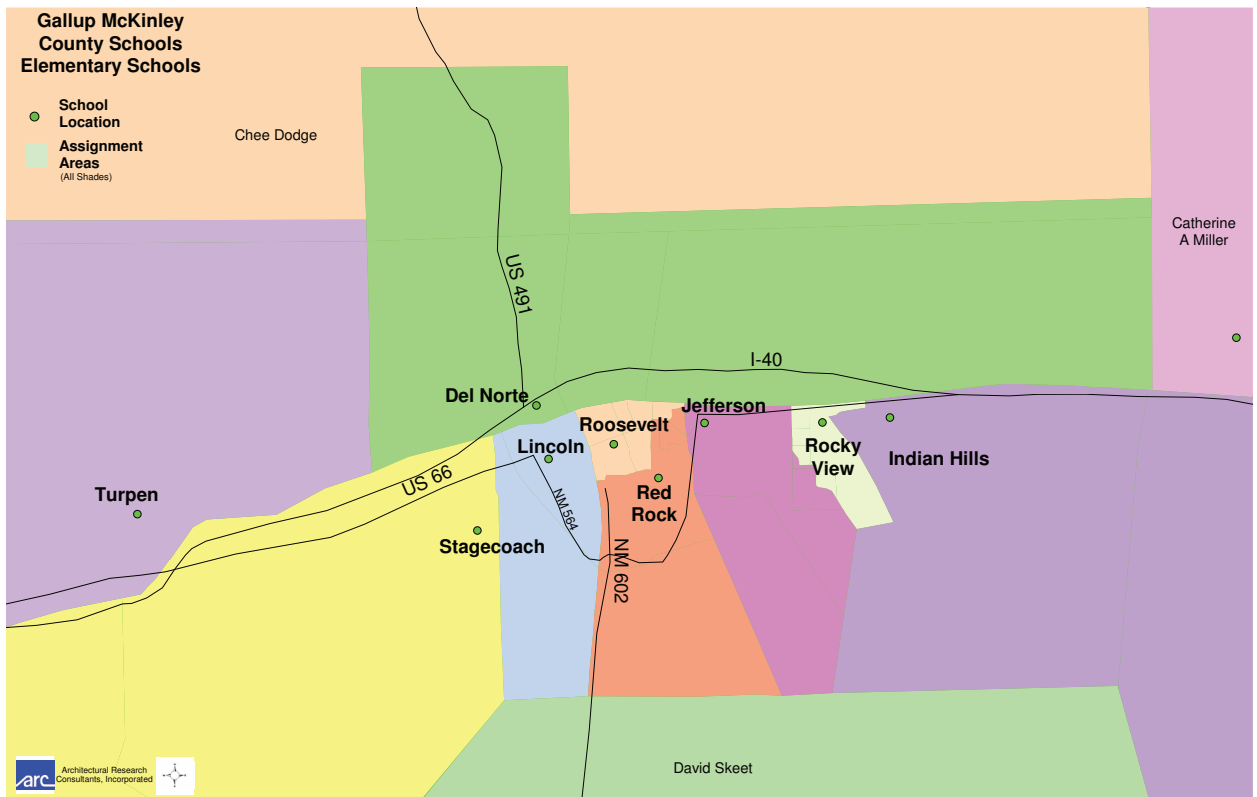 Gallup McKinley
County Schools
Elementary Schools
School
Location
Assignment
Areas
(All Shades)
Chee Dodge
Catherine
A Miller
US 491
I-40
Del Norte
Jefferson
Roosevelt
Lincoln
Rocky
View
Indian Hills
US 66
Turpen
Red
Rock
NM 564
Stagecoach
NM 602
David Skeet
arc
Architectural Research
Consultants, Incorporated